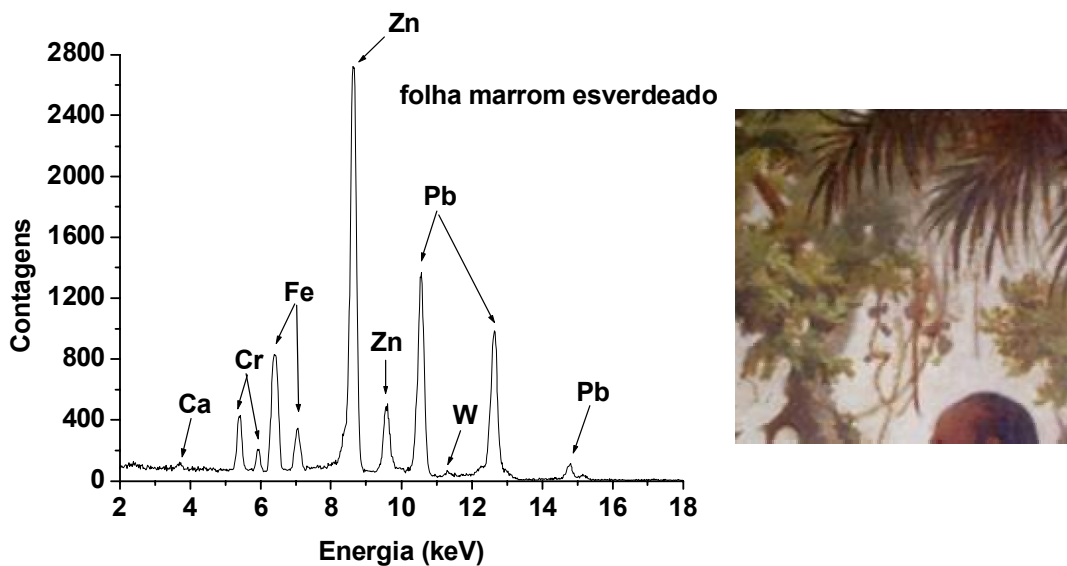 Zn
2800
folha marrom esverdeado
2400
2000
Pb
1600
1200
Fe
Zn
800
Cr
Ca
W
Pb
400
0
2 4 6 8 10 12 14 16 18
Contagens
Energia (keV)